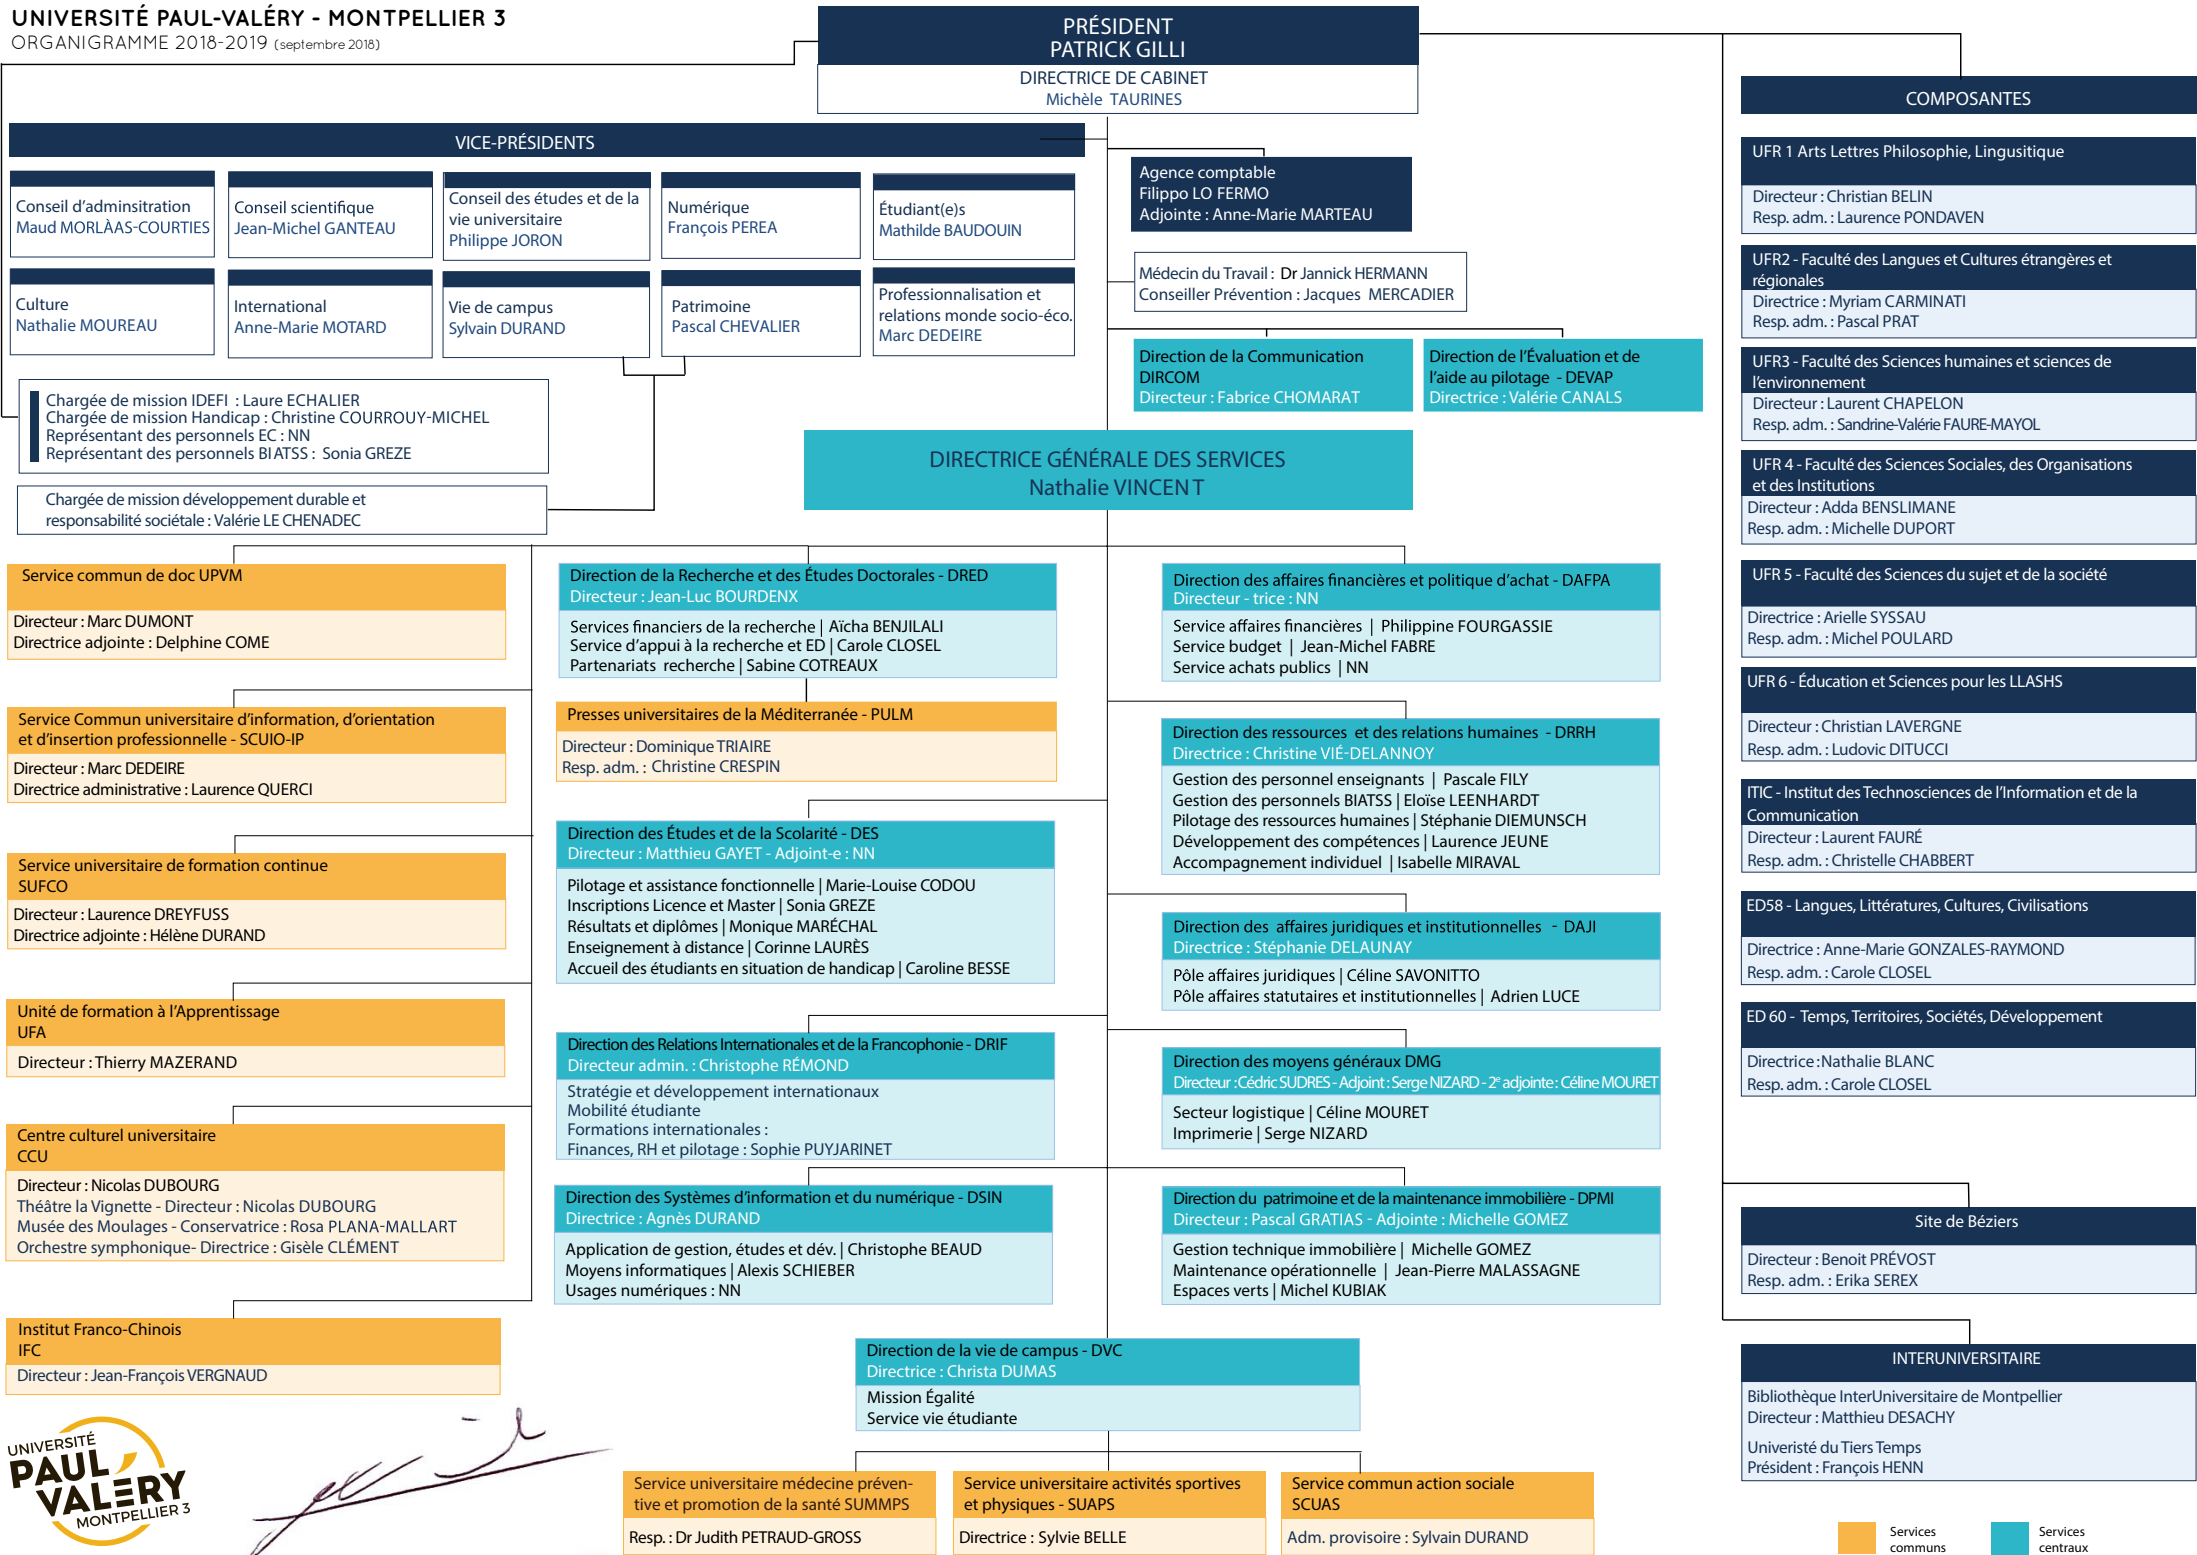 UNIVERSITÉ PAUL-VALÉRY - MONTPELLIER 3
ORGANIGRAMME 2018-2019 (septembre 2018)
PRÉSIDENT
PATRICK GILLI
DIRECTRICE DE CABINET
Michèle TAURINES
VICE-PRÉSIDENTS
Conseil d'adminsitration
Maud MORLÀAS-COURTIES
Conseil scientifique
Jean-Michel GANTEAU
Conseil des études et de la
vie universitaire
Philippe JORON
Numérique
François PEREA
Étudiant(e)s
Mathilde BAUDOUIN
Culture
Nathalie MOUREAU
International
Anne-Marie MOTARD
Vie de campus
Sylvain DURAND
Patrimoine
Pascal CHEVALIER
Professionnalisation et
relations monde socio-éco.
Marc DEDEIRE
Chargée de mission IDEFI : Laure ECHALIER
Chargée de mission Handicap : Christine COURROUY-MICHEL
Représentant des personnels EC : NN
Représentant des personnels BIATSS : Sonia GREZE
Chargée de mission développement durable et
responsabilité sociétale : Valérie LE CHENADEC
Agence comptable
Filippo LO FERMO
Adjointe : Anne-Marie MARTEAU
Médecin du Travail : Dr Jannick HERMANN
Conseiller Prévention : Jacques MERCADIER
Direction de la Communication
DIRCOM
Directeur : Fabrice CHOMARAT
Direction de l'Évaluation et de
l'aide au pilotage - DEVAP
Directrice : Valérie CANALS
DIRECTRICE GÉNÉRALE DES SERVICES
Nathalie VINCENT
Service commun de doc UPVM
Directeur : Marc DUMONT
Directrice adjointe : Delphine COME
Service Commun universitaire d'information, d'orientation
et d'insertion professionnelle - SCUIO-IP
Directeur : Marc DEDEIRE
Directrice administrative : Laurence QUERCI
Service universitaire de formation continue
SUFCO
Directeur : Laurence DREYFUSS
Directrice adjointe : Hélène DURAND
Unité de formation à l'Apprentissage
UFA
Directeur : Thierry MAZERAND
Centre culturel universitaire
CCU
Directeur : Nicolas DUBOURG
Théâtre la Vignette - Directeur : Nicolas DUBOURG
Musée des Moulages - Conservatrice : Rosa PLANA-MALLART
Orchestre symphonique- Directrice : Gisèle CLÉMENT
Institut Franco-Chinois
IFC
Directeur : Jean-François VERGNAUD
Direction de la Recherche et des Études Doctorales - DRED
Directeur : Jean-Luc BOURDENX
Services financiers de la recherche | Aïcha BENJILALI
Service d'appui à la recherche et ED | Carole CLOSEL
Partenariats recherche | Sabine COTREAUX
Presses universitaires de la Méditerranée - PULM
Directeur : Dominique TRIAIRE
Resp. adm. : Christine CRESPIN
Direction des Études et de la Scolarité - DES
Directeur : Matthieu GAYET - Adjoint-e : NN
Pilotage et assistance fonctionnelle | Marie-Louise CODOU
Inscriptions Licence et Master | Sonia GREZE
Résultats et diplômes | Monique MARÉCHAL
Enseignement à distance | Corinne LAURÈS
Accueil des étudiants en situation de handicap | Caroline BESSE
Direction des Relations Internationales et de la Francophonie - DRIF
Directeur admin. : Christophe RÉMOND
Stratégie et développement internationaux
Mobilité étudiante
Formations internationales :
Finances, RH et pilotage : Sophie PUYJARINET
Direction des Systèmes d'information et du numérique - DSIN
Directrice : Agnès DURAND
Application de gestion, études et dév. | Christophe BEAUD
Moyens informatiques | Alexis SCHIEBER
Usages numériques : NN
Direction des affaires financières et politique d'achat - DAFPA
Directeur - trice : NN
Service affaires financières | Philippine FOURGASSIE
Service budget | Jean-Michel FABRE
Service achats publics | NN
Direction des ressources et des relations humaines - DRRH
Directrice : Christine VIÉ-DELANNOY
Gestion des personnel enseignants | Pascale FILY
Gestion des personnels BIATSS | Eloïse LEENHARDT
Pilotage des ressources humaines | Stéphanie DIEMUNSCH
Développement des compétences | Laurence JEUNE
Accompagnement individuel | Isabelle MIRAVAL
Direction des affaires juridiques et institutionnelles - DAJI
Directrice : Stéphanie DELAUNAY
Pôle affaires juridiques | Céline SAVONITTO
Pôle affaires statutaires et institutionnelles | Adrien LUCE
Direction des moyens généraux DMG
Directeur : Cédric SUDRES - Adjoint : Serge NIZARD - 2e adjointe : Céline MOURET
Secteur logistique | Céline MOURET
Imprimerie | Serge NIZARD
Direction du patrimoine et de la maintenance immobilière - DPMI
Directeur : Pascal GRATIAS - Adjointe : Michelle GOMEZ
Gestion technique immobilière | Michelle GOMEZ
Maintenance opérationnelle | Jean-Pierre MALASSAGNE
Espaces verts | Michel KUBIAK
Direction de la vie de campus - DVC
Directrice : Christa DUMAS
Mission Égalité
Service vie étudiante
Service universitaire médecine préven-
tive et promotion de la santé SUMMPS
Resp. : Dr Judith PETRAUD-GROSS
Service universitaire activités sportives
et physiques - SUAPS
Directrice : Sylvie BELLE
Service commun action sociale
SCUAS
Adm. provisoire : Sylvain DURAND
COMPOSANTES
UFR 1 Arts Lettres Philosophie, Lingusitique
Directeur : Christian BELIN
Resp. adm. : Laurence PONDAVEN
UFR2 - Faculté des Langues et Cultures étrangères et
régionales
Directrice : Myriam CARMINATI
Resp. adm. : Pascal PRAT
UFR3 - Faculté des Sciences humaines et sciences de
l'environnement
Directeur : Laurent CHAPELON
Resp. adm. : Sandrine-Valérie FAURE-MAYOL
UFR 4 - Faculté des Sciences Sociales, des Organisations
et des Institutions
Directeur : Adda BENSLIMANE
Resp. adm. : Michelle DUPORT
UFR 5 - Faculté des Sciences du sujet et de la société
Directrice : Arielle SYSSAU
Resp. adm. : Michel POULARD
UFR 6 - Éducation et Sciences pour les LLASHS
Directeur : Christian LAVERGNE
Resp. adm. : Ludovic DITUCCI
ITIC - Institut des Technosciences de l'Information et de la
Communication
Directeur : Laurent FAURÉ
Resp. adm. : Christelle CHABBERT
ED58 - Langues, Littératures, Cultures, Civilisations
Directrice : Anne-Marie GONZALES-RAYMOND
Resp. adm. : Carole CLOSEL
ED 60 - Temps, Territoires, Sociétés, Développement
Directrice : Nathalie BLANC
Resp. adm. : Carole CLOSEL
Site de Béziers
Directeur : Benoit PRÉVOST
Resp. adm. : Erika SEREX
INTERUNIVERSITAIRE
Bibliothèque InterUniversitaire de Montpellier
Directeur : Matthieu DESACHY
Univeristé du Tiers Temps
Président : François HENN
Services
communs
Services
centraux
UNIVERSITÉ
PAUL
VALÉRY
MONTPELLIER 3